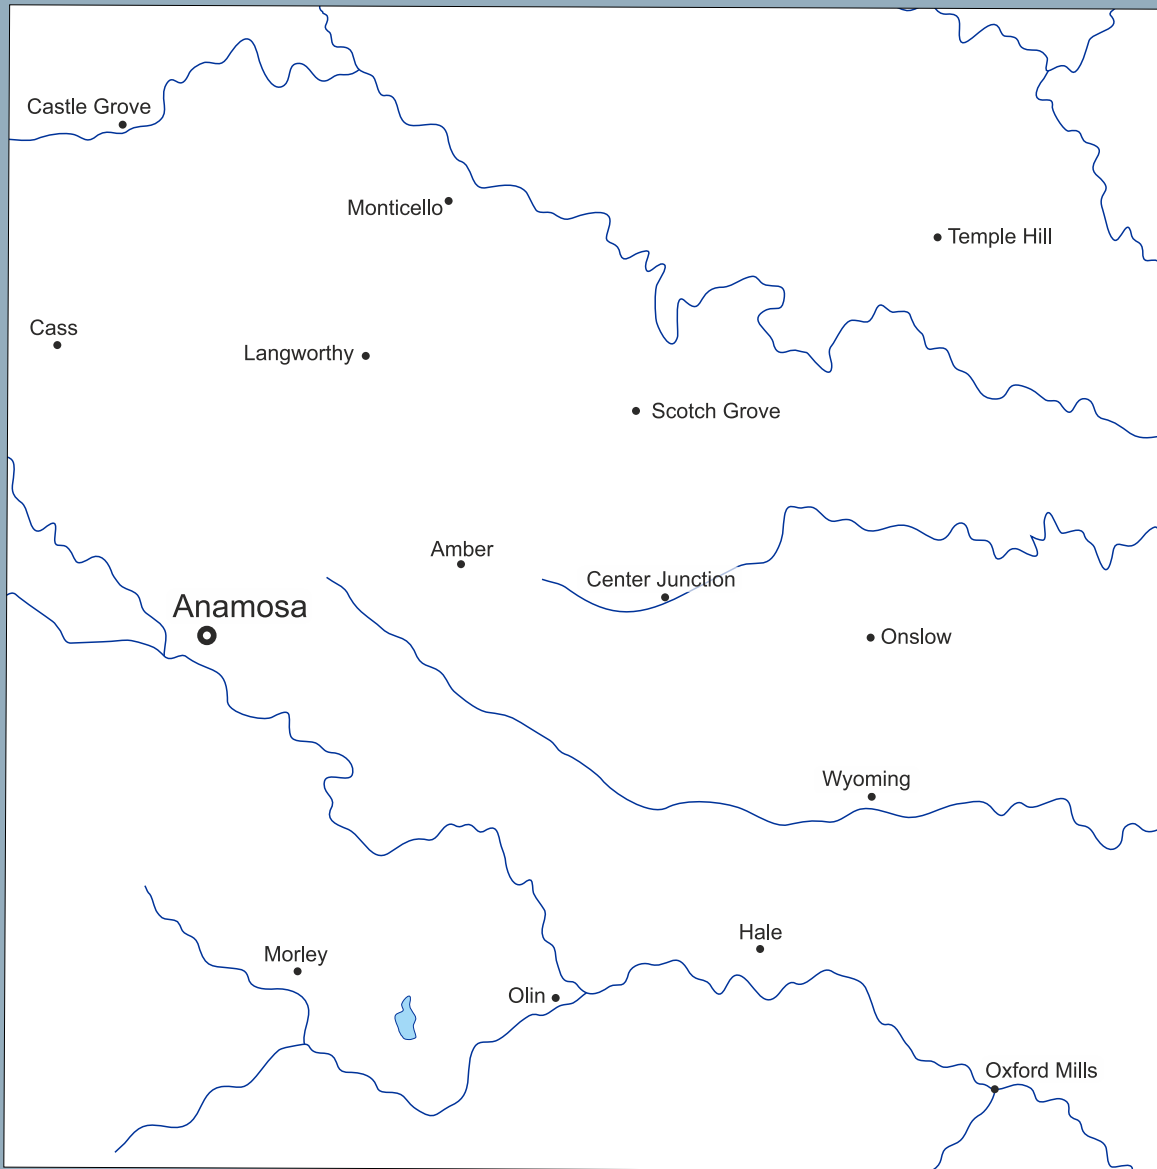 Castle Grove
Monticello
Temple Hill
Cass
Langworthy
Scotch Grove
Amber
Center Junction
Anamosa
Onslow
Wyoming
Hale
Morley
Olin
Oxford Mills